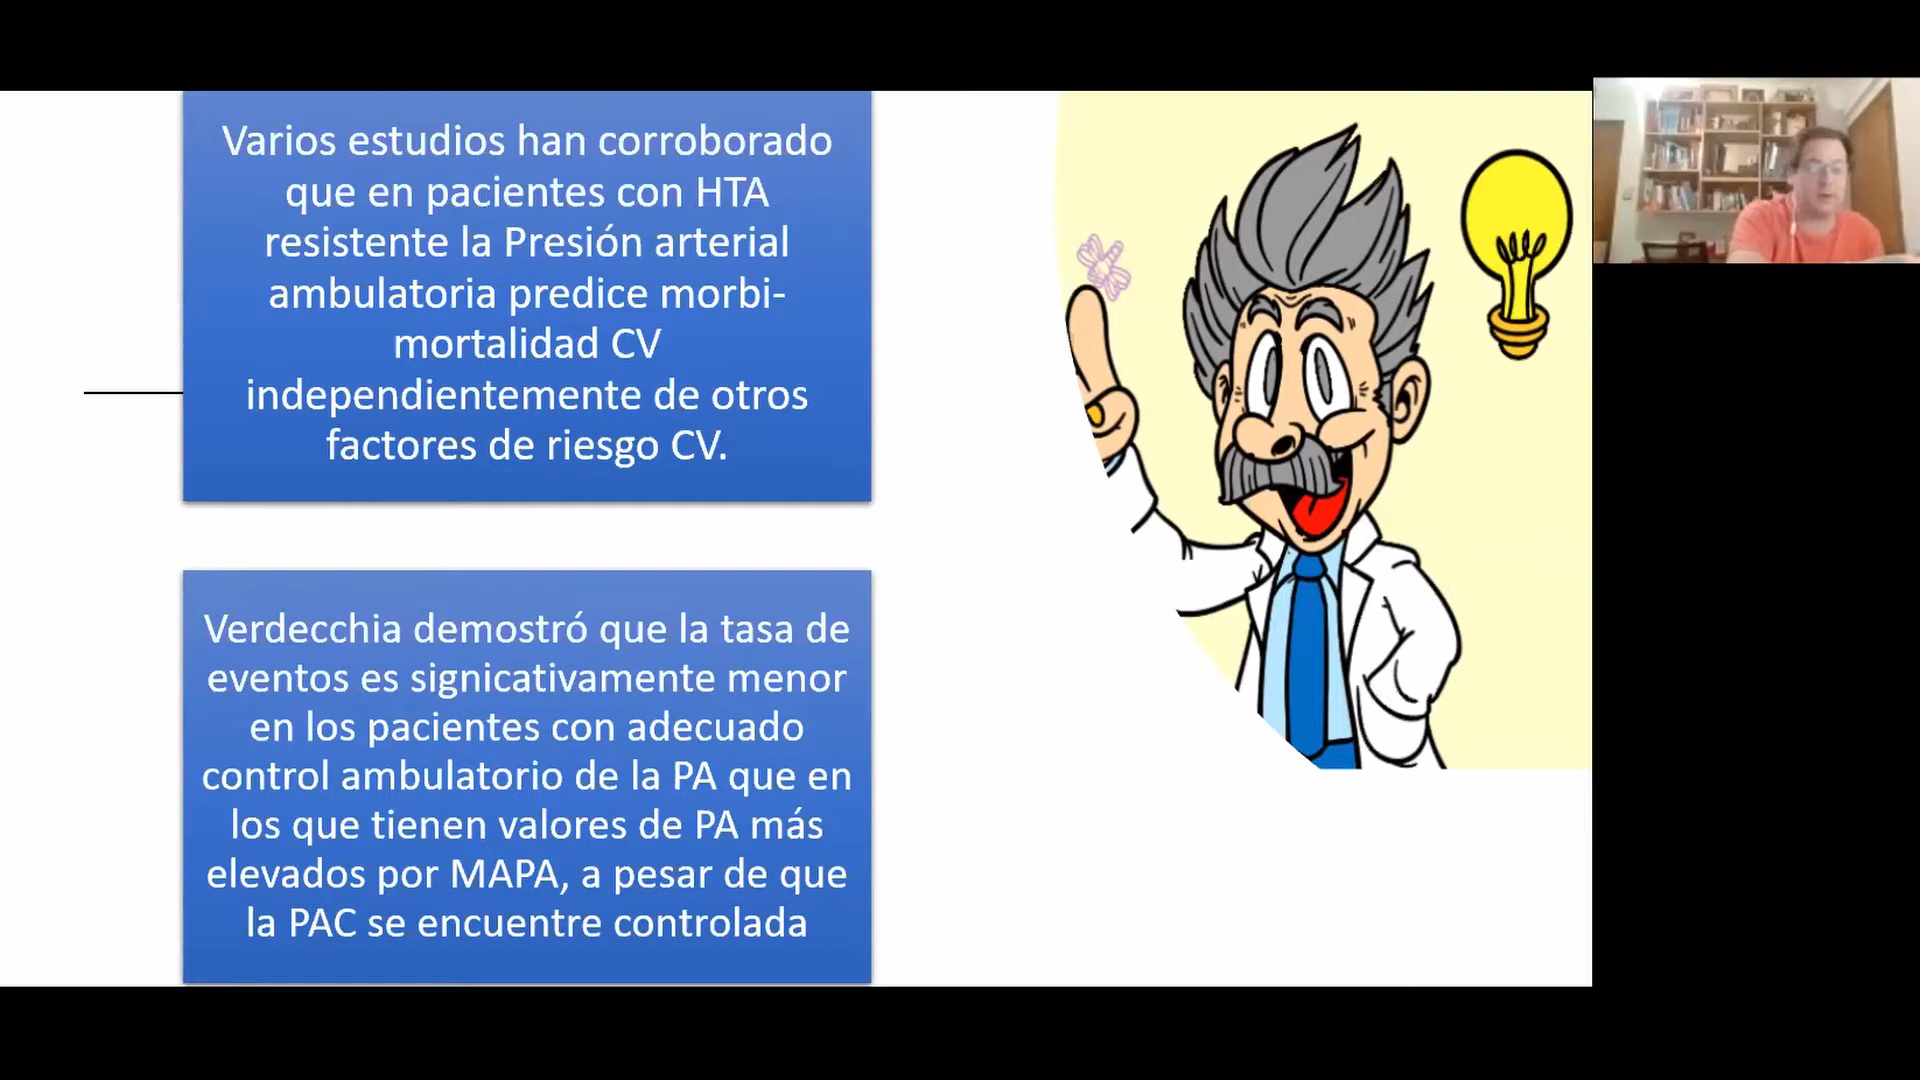 Varios estudios han corroborado
que en pacientes con HTA
resistente la Presión arterial
ambulatoria predice morbi-
mortalidad CV
independientemente de otros
factores de riesgo CV.
Verdecchia demostró que la tasa de
eventos es signicativamente menor
en los pacientes con adecuado
control ambulatorio de la PA que en
los que tienen valores de PA más
elevados por MAPA, a pesar de que
la PAC se encuentre controlada